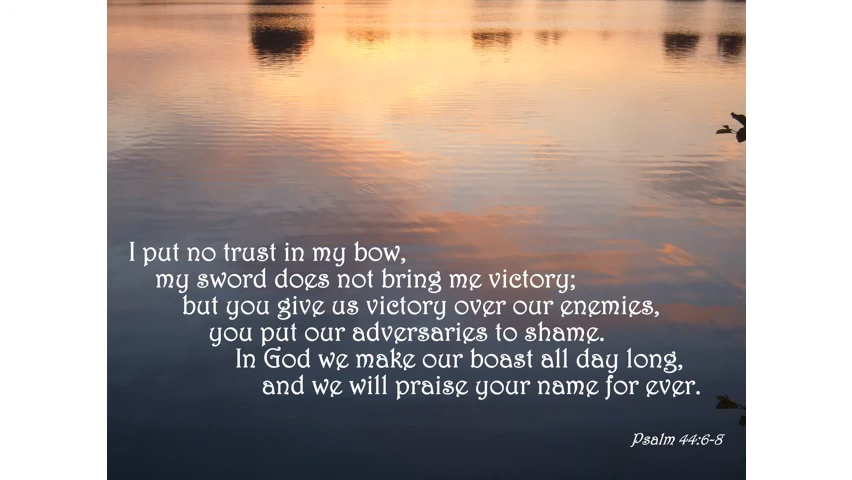 I put no trust in my bow,
my sword does not bring me victory;
but you give us victory over our enemies,
you put our adversaries to shame.
In God we make our boast all day long,
and we will praise your name for ever.
Psalm 44:6-8